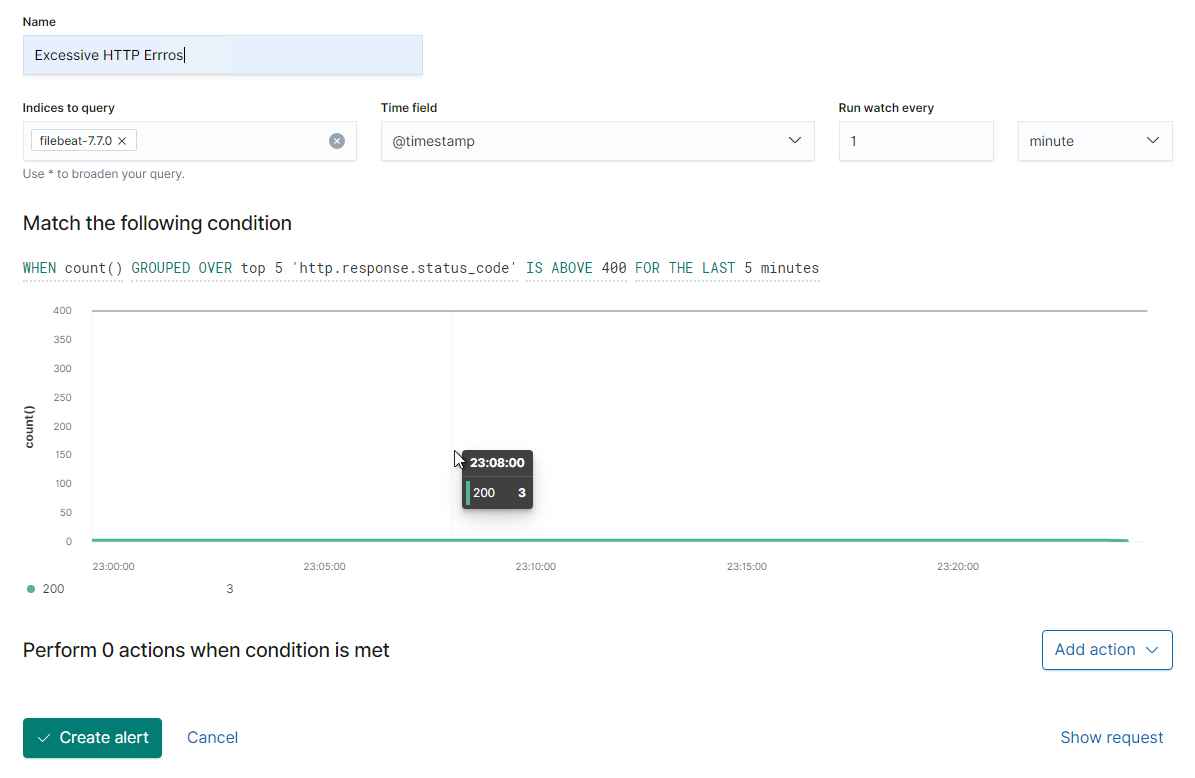 Name
Excessive HTTP Erros
Indices to query
Time field
Run watch every
filebeat-7.7.0
@timestamp
1
minute
Use * to broaden your query.
Match the following condition
WHEN count() GROUPED OVER top 5 'http.response.status_code' IS ABOVE 400 FOR THE LAST 5 minutes
400
350
300
250
200
150
100
50
0
count()
23:08:00
200 3
23:00:00
23:05:00
23:10:00
23:15:00
23:20:00
200 3
Perform 0 actions when condition is met
Add action
Create alert
Cancel
Show request